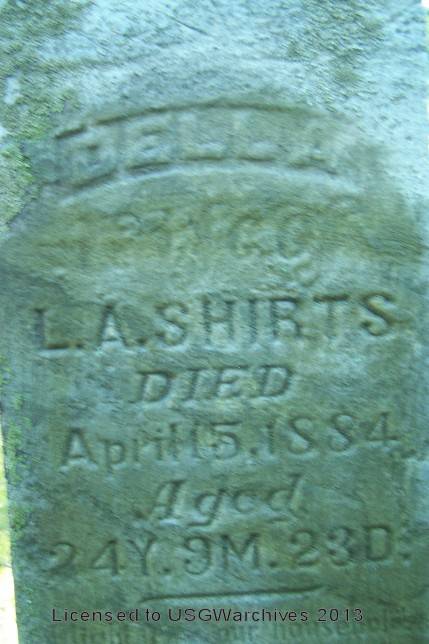 DELLA
L.A.SHIRTS
DIED
April 15,1884
Aged
24Y. 9M. 23D.
Licensed to USGWarchives 2013